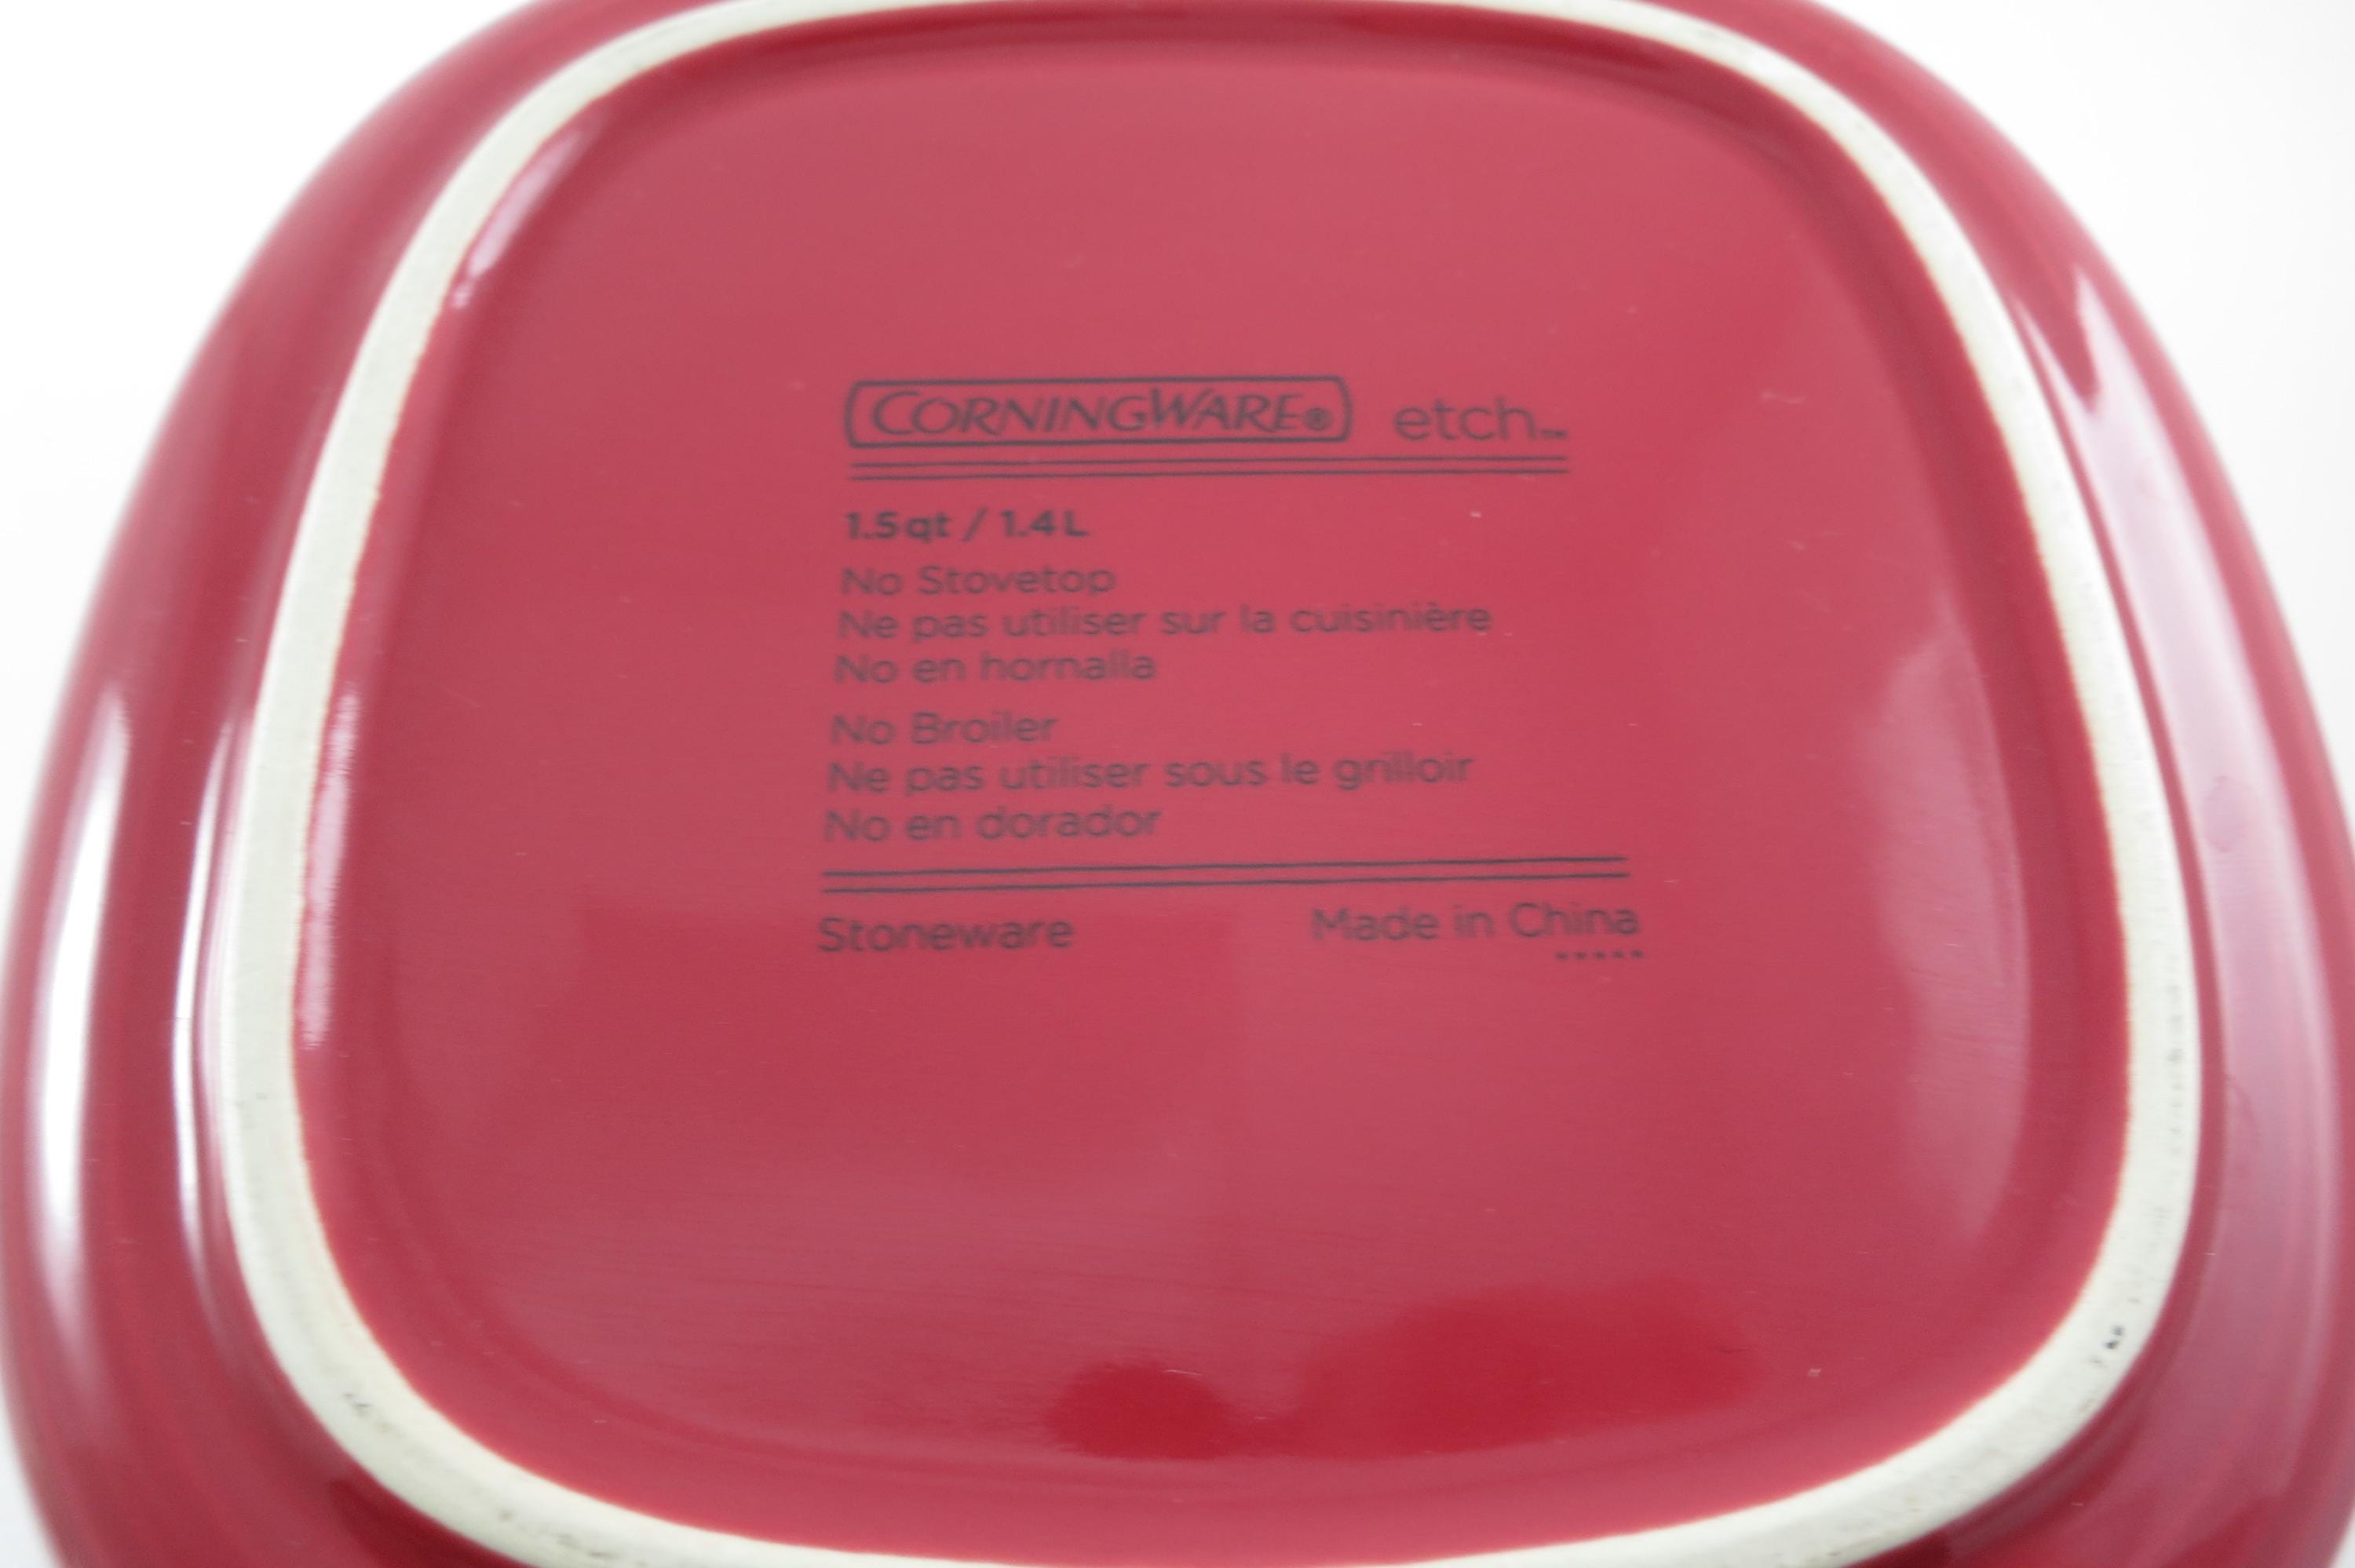 CORNINGWARE® etch™
1.5qt / 1.4L
No Stovetop
Ne pas utiliser sur la cuisinière
No en hornalla
No Broiler
Ne pas utiliser sous le grilloir
No en dorador
Stoneware Made in China